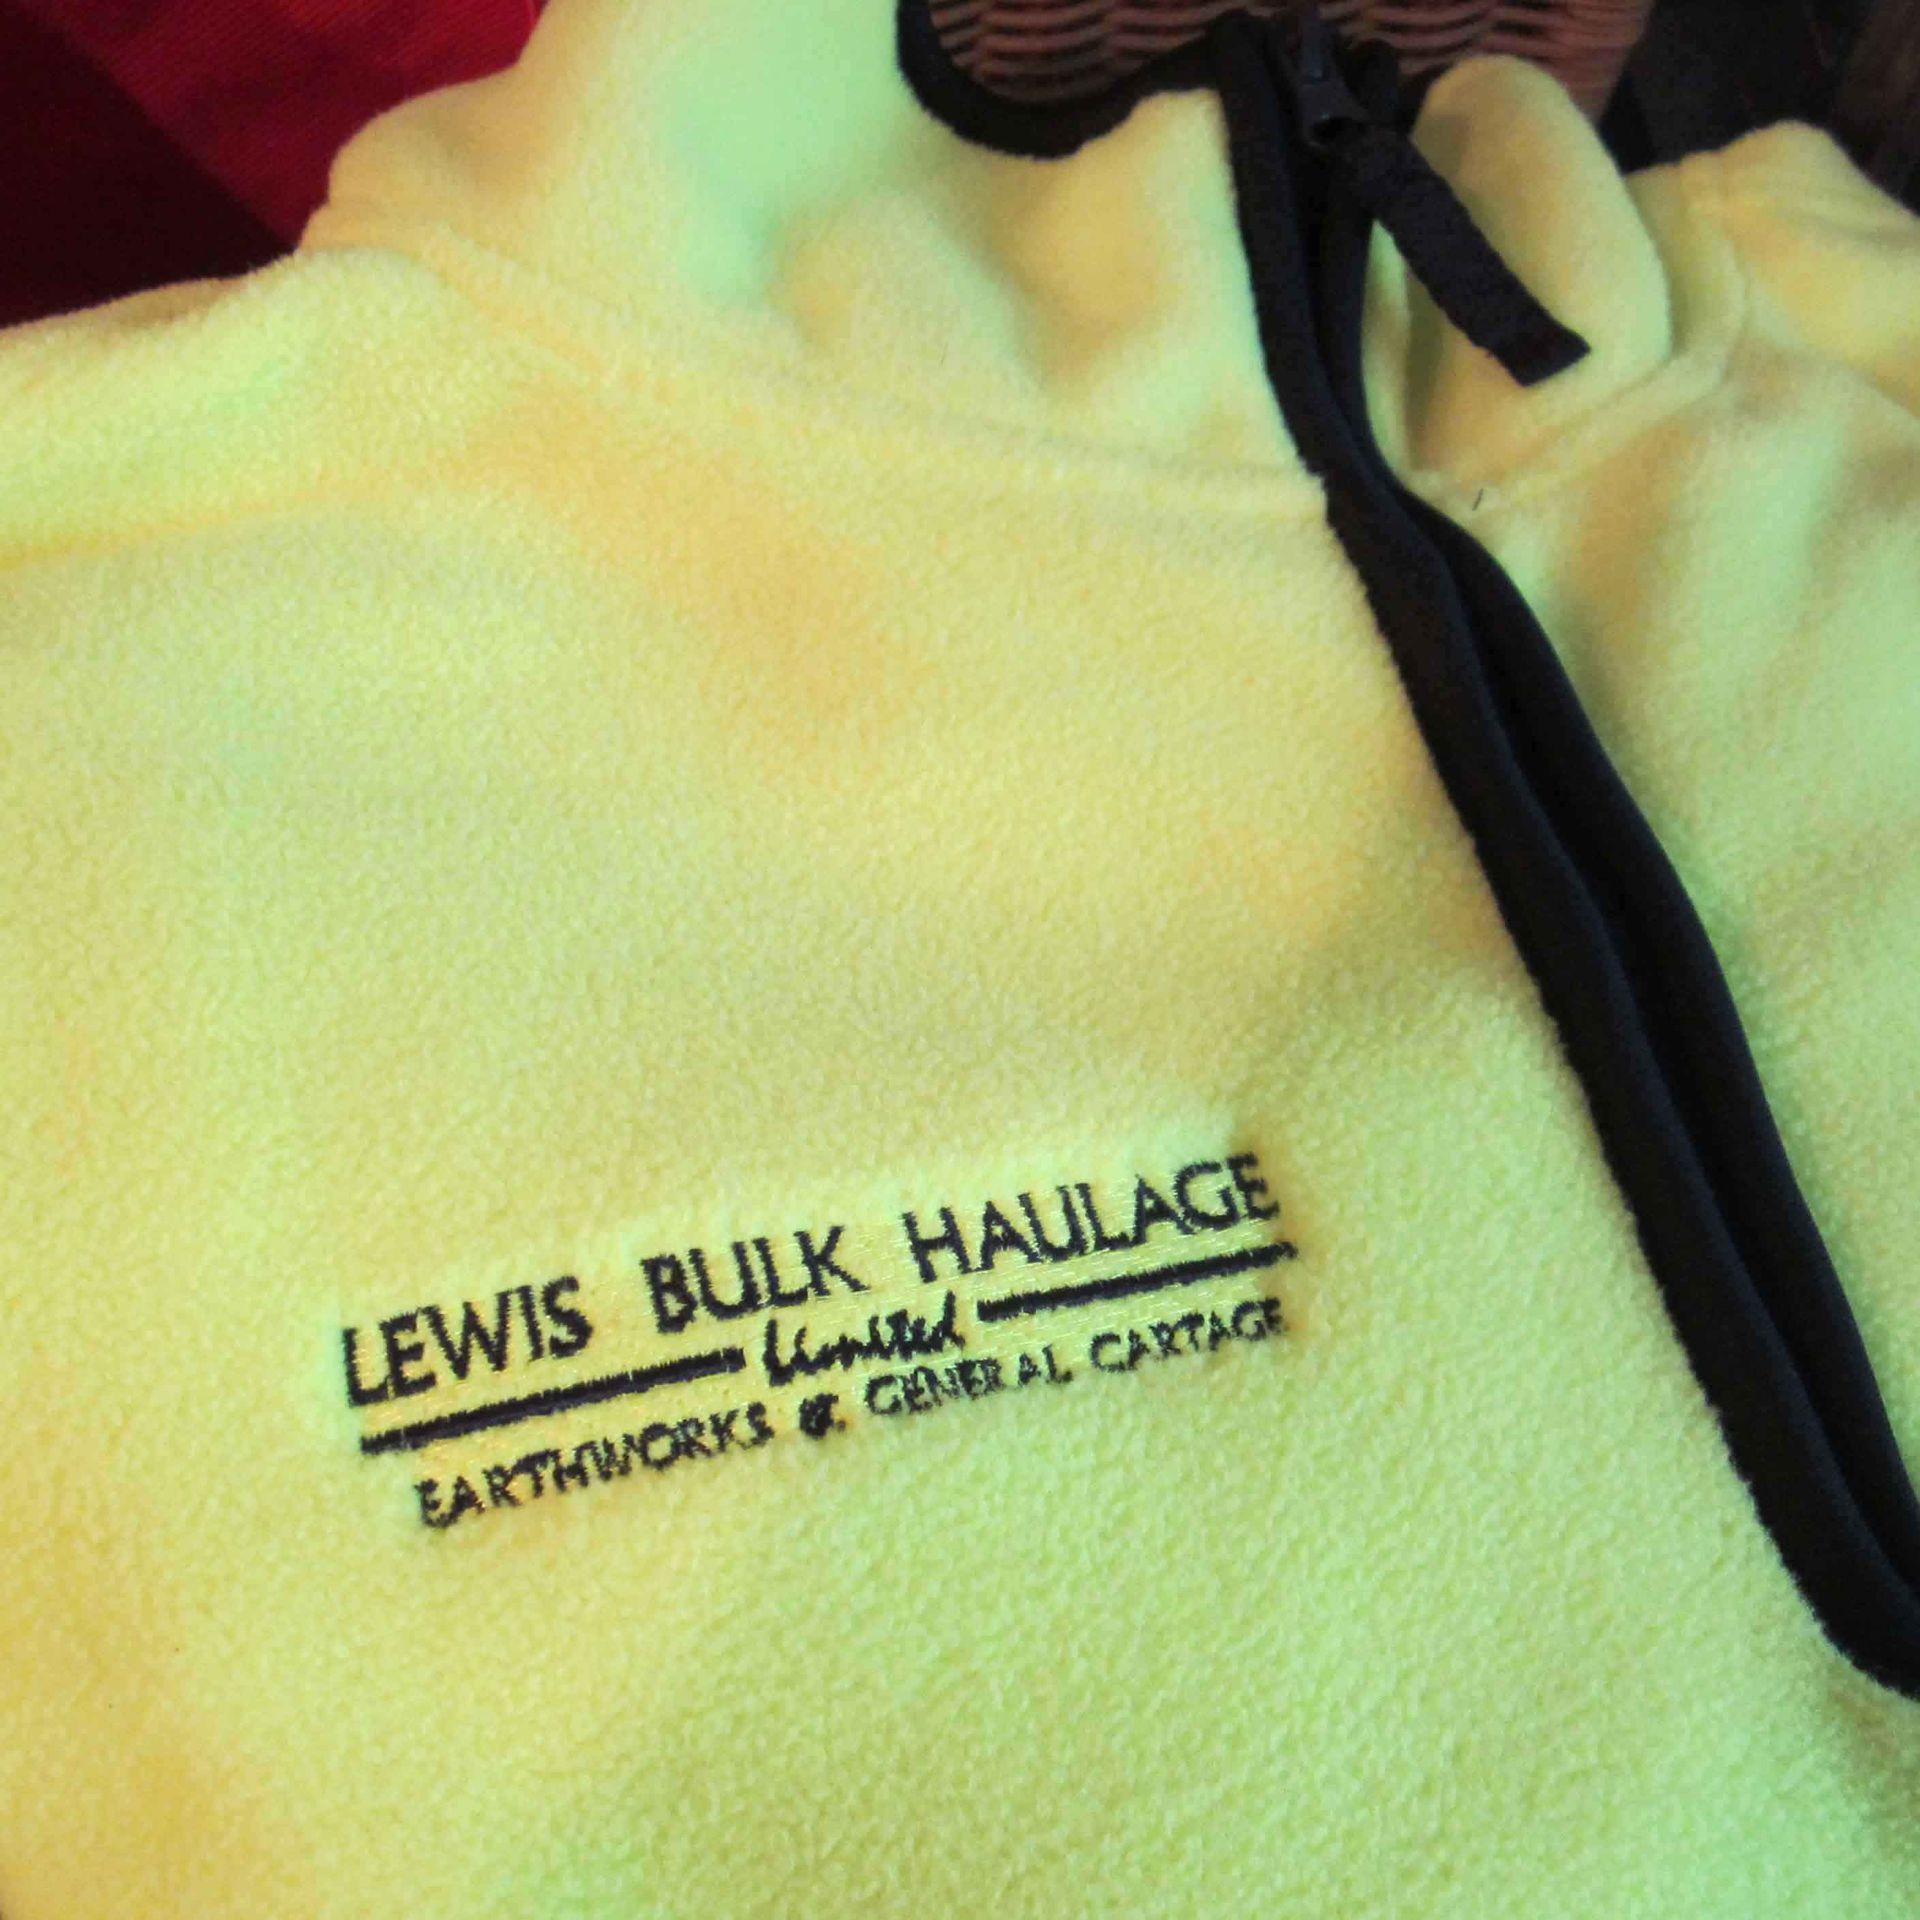 LEWIS BULK HAULAGE
Limited
EARTHWORKS & GENERAL CARTAGE